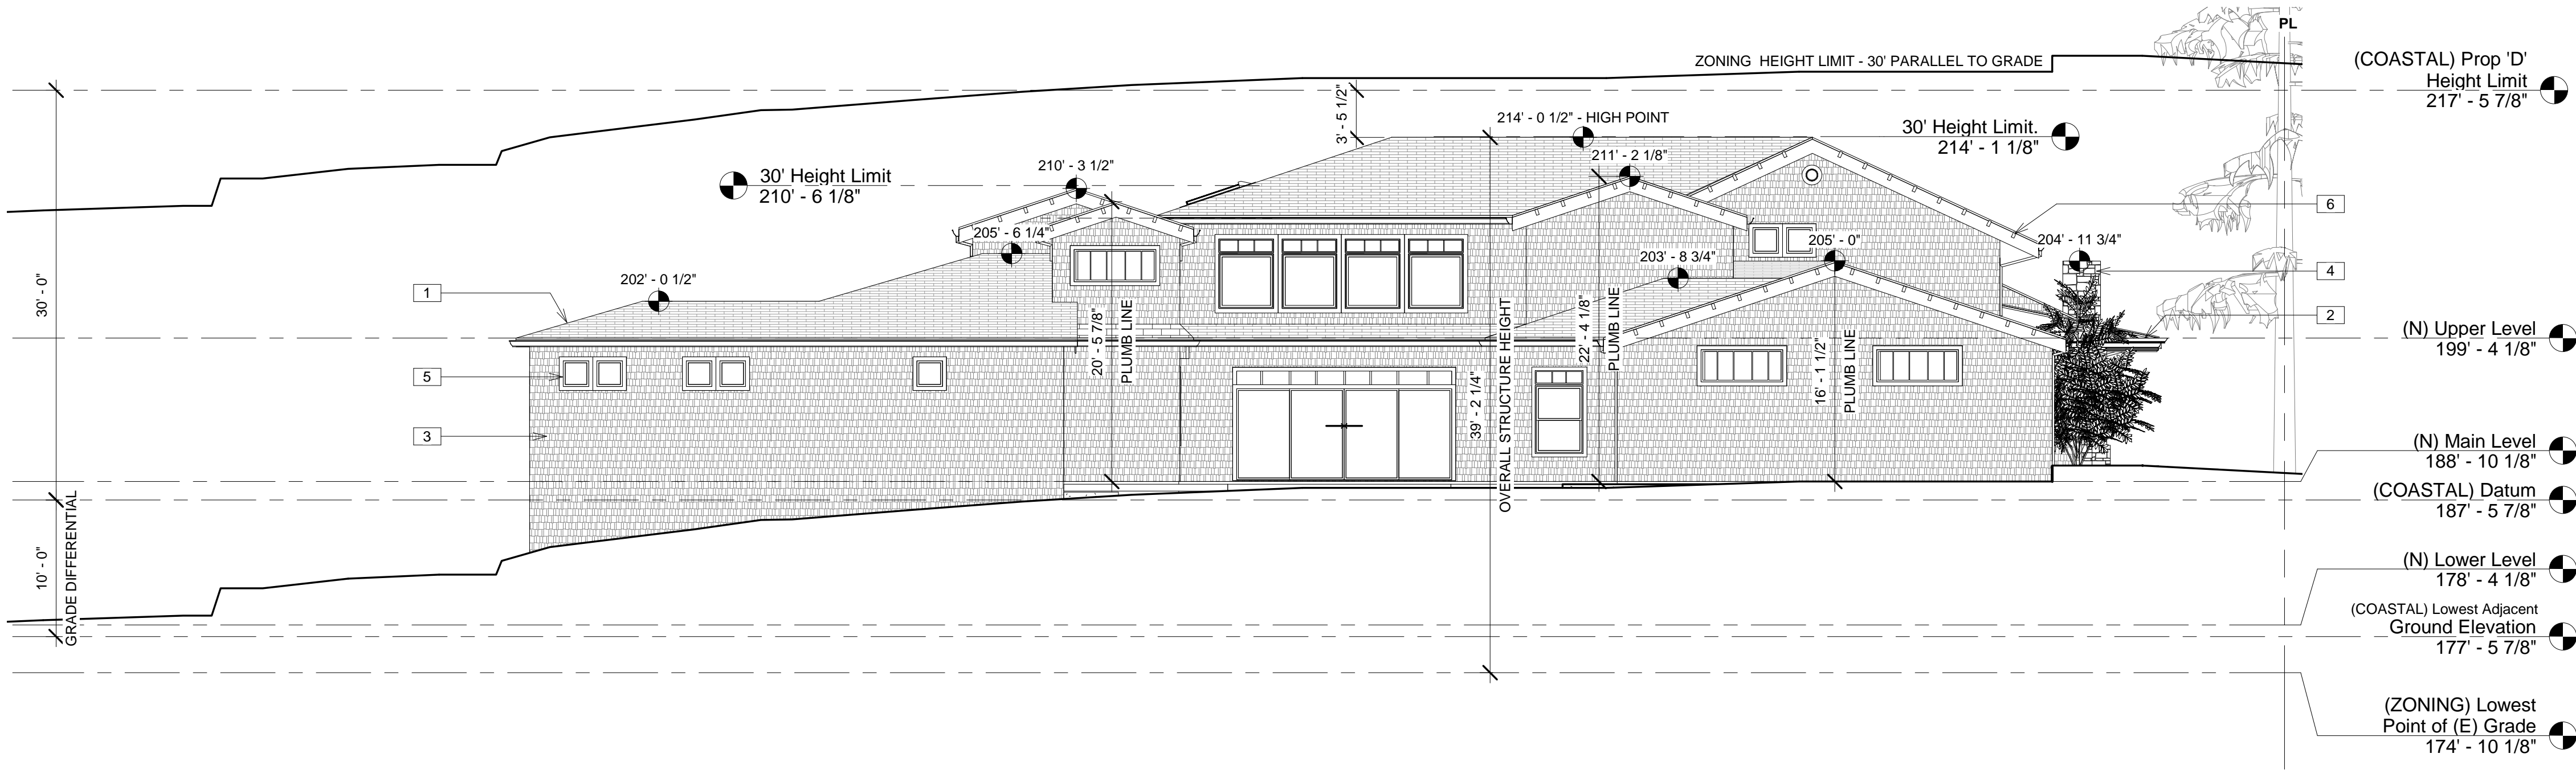 PL
ZONING HEIGHT LIMIT - 30' PARALLEL TO GRADE
(COASTAL) Prop 'D'
Height Limit
217' - 5 7/8"
3' - 5 1/2"
214' - 0 1/2" - HIGH POINT
30' Height Limit.
214' - 1 1/8"
211' - 2 1/8"
210' - 3 1/2"
30' Height Limit
210' - 6 1/8"
6
205' - 6 1/4"
205' - 0"
204' - 11 3/4"
203' - 8 3/4"
4
202' - 0 1/2"
1
30' - 0"
2
(N) Upper Level
199' - 4 1/8"
20' - 5 7/8"
PLUMB LINE
22' - 4 1/8"
PLUMB LINE
16' - 1 1/2"
PLUMB LINE
39' - 2 1/4"
OVERALL STRUCTURE HEIGHT
5
3
(N) Main Level
188' - 10 1/8"
(COASTAL) Datum
187' - 5 7/8"
10' - 0"
GRADE DIFFERENTIAL
(N) Lower Level
178' - 4 1/8"
(COASTAL) Lowest Adjacent
Ground Elevation
177' - 5 7/8"
(ZONING) Lowest
Point of (E) Grade
174' - 10 1/8"